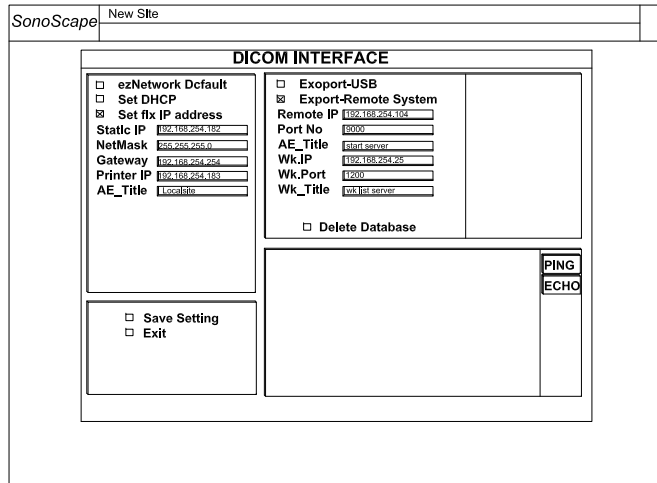 SonoScape
New Site
DICOM INTERFACE
ezNetwork Dcfault
Set DHCP
Set flx IP address
Static IP 192.168.254.182
NetMask 255.255.255.0
Gateway 192.168.254.254
Printer IP 192.168.254.183
AE_Title Localsite
Exoport-USB
Export-Remote System
Remote IP 192.168.254.104
Port No 9000
AE_Title start server
Wk.IP 192.168.254.25
Wk.Port 1200
Wk_Title wk list server
Delete Database
PING
ECHO
Save Setting
Exit